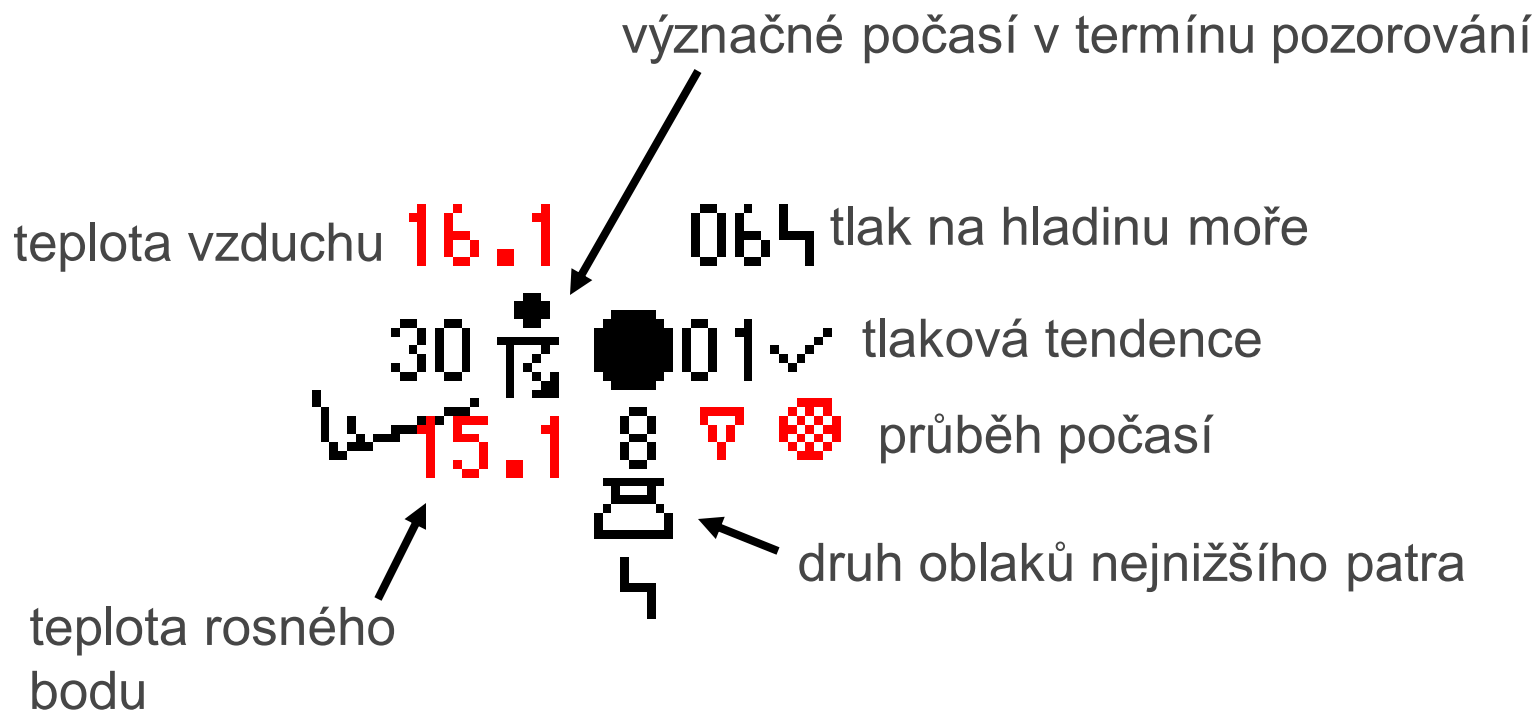 význačné počasí v termínu pozorování
teplota vzduchu 16.1 064 tlak na hladinu moře
30 01 tlaková tendence
15.1 8 průběh počasí
druh oblaků nejnižšího patra
4
teplota rosného
bodu